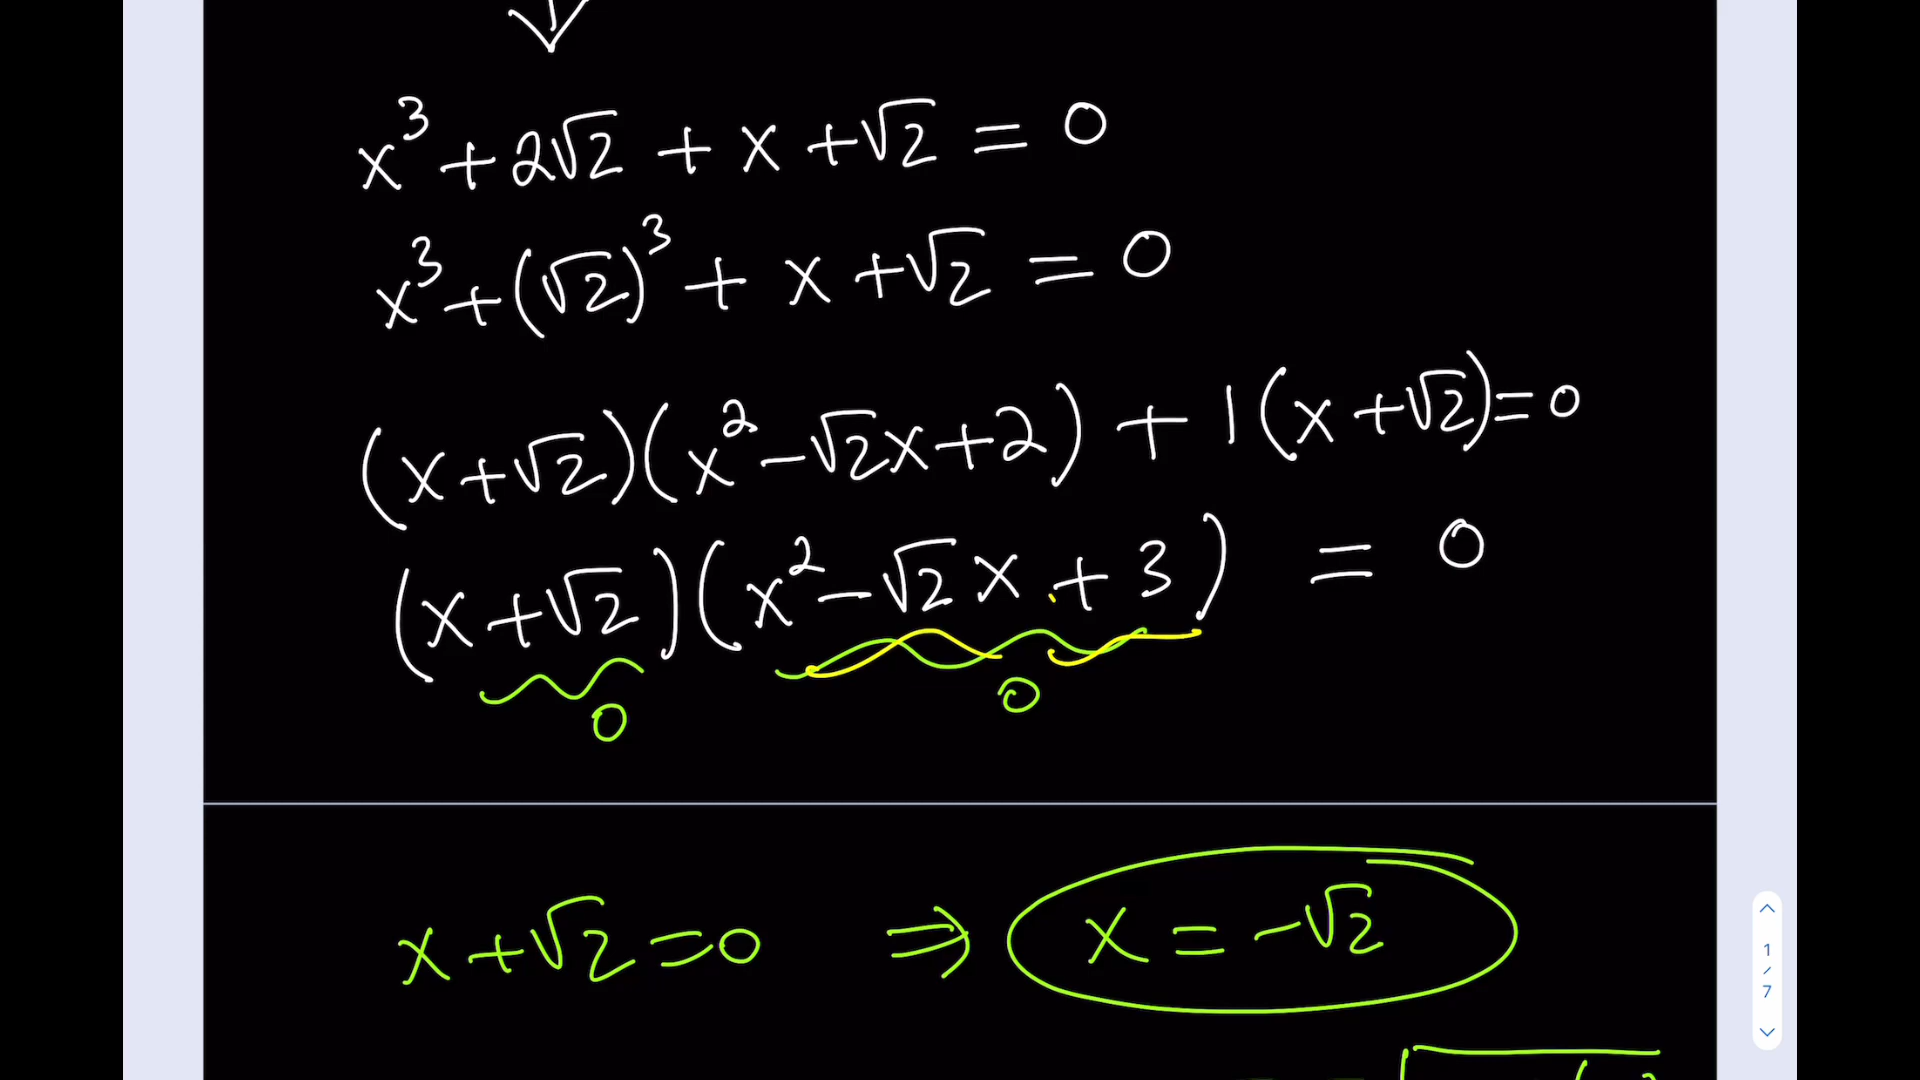 x³ + 2√2 + x + √2 = 0
x³ + (√2)³ + x + √2 = 0
(x + √2)(x² - √2x + 2) + 1(x + √2) = 0
(x + √2)(x² - √2x + 3) = 0
0 0
x + √2 = 0 ⇒ x = -√2
1
/
7